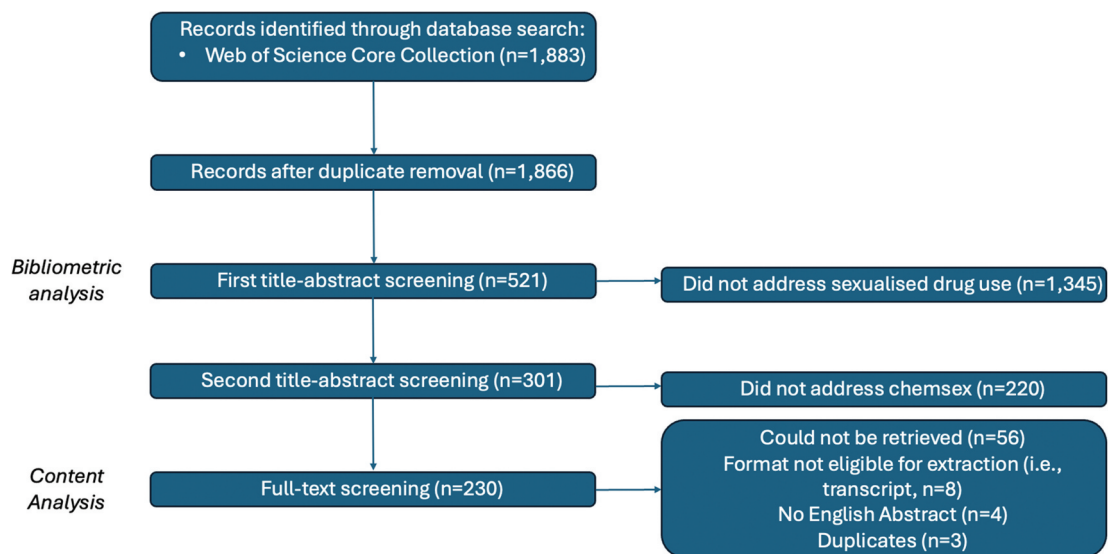 Records identified through database search:
• Web of Science Core Collection (n=1,883)
Records after duplicate removal (n=1,866)
Bibliometric
analysis
First title-abstract screening (n=521)
Did not address sexualised drug use (n=1,345)
Second title-abstract screening (n=301)
Did not address chemsex (n=220)
Content
Analysis
Full-text screening (n=230)
Could not be retrieved (n=56)
Format not eligible for extraction (i.e.,
transcript, n=8)
No English Abstract (n=4)
Duplicates (n=3)